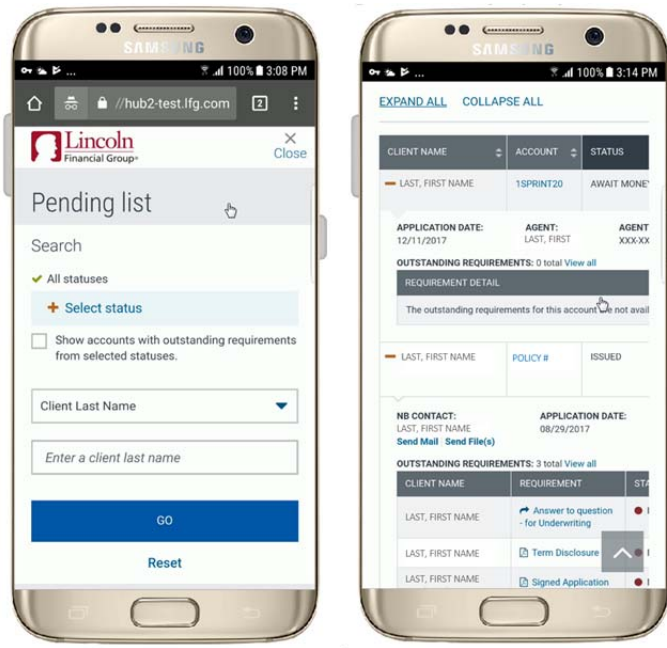 SAMSUNG
... 100% 3:08 PM
//hub2-test.lfg.com 2
Lincoln
Financial Group®
Close
Pending list
Search
All statuses
+ Select status
Show accounts with outstanding requirements
from selected statuses.
Client Last Name
Enter a client last name
GO
Reset
SAMSUNG
... 100% 3:14 PM
EXPAND ALL COLLAPSE ALL
CLIENT NAME ACCOUNT STATUS
LAST, FIRST NAME 1SPRINT20 AWAIT MONEY
APPLICATION DATE: AGENT: AGENT
12/11/2017 LAST, FIRST XXX-XX
OUTSTANDING REQUIREMENTS: 0 total View all
REQUIREMENT DETAIL
The outstanding requirements for this account are not avail
LAST, FIRST NAME POLICY # ISSUED
NB CONTACT: APPLICATION DATE:
LAST, FIRST NAME 08/29/2017
Send Mail Send File(s)
OUTSTANDING REQUIREMENTS: 3 total View all
CLIENT NAME REQUIREMENT STA
LAST, FIRST NAME Answer to question
- for Underwriting
LAST, FIRST NAME Term Disclosure
LAST, FIRST NAME Signed Application